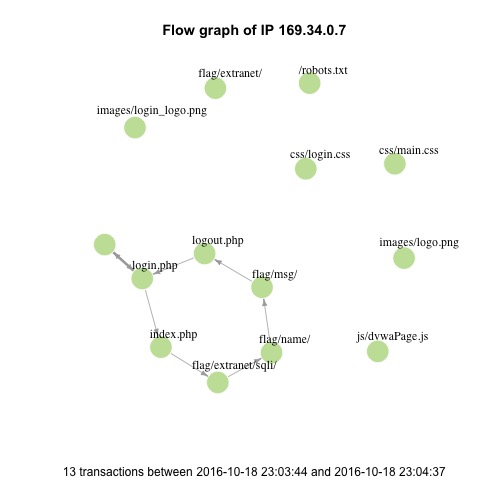 Flow graph of IP 169.34.0.7
flag/extranet/
/robots.txt
images/login_logo.png
css/login.css
css/main.css
logout.php
images/logo.png
login.php
flag/msg/
index.php
flag/name/
js/dvwaPage.js
flag/extranet/sqli/
13 transactions between 2016-10-18 23:03:44 and 2016-10-18 23:04:37